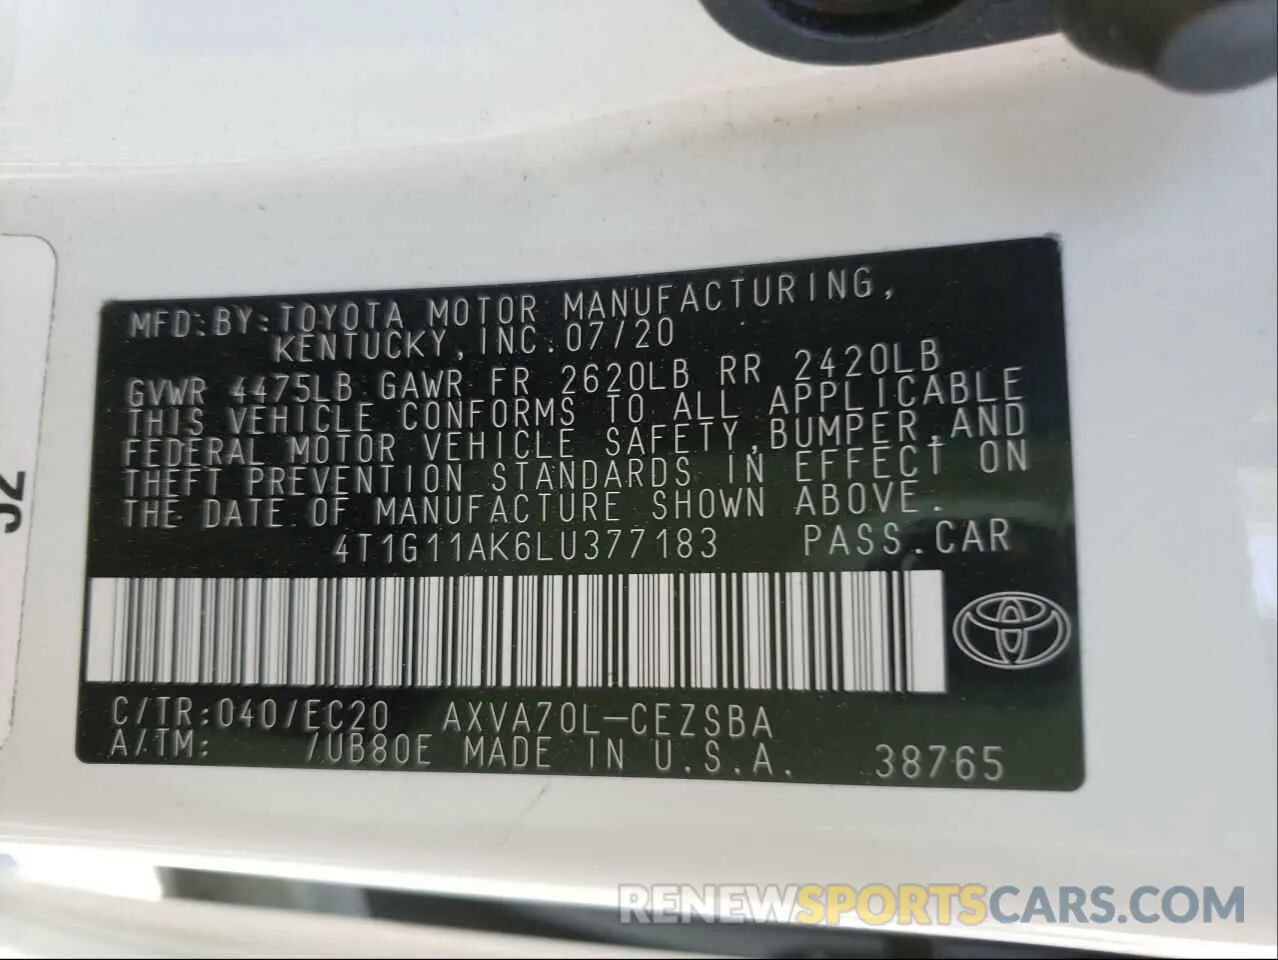 MFD. BY: TOYOTA MOTOR MANUFACTURING,
KENTUCKY, INC. 07/20
GVWR 4475LB GAWR FR 2620LB RR 2420LB
THIS VEHICLE CONFORMS TO ALL APPLICABLE
FEDERAL MOTOR VEHICLE SAFETY, BUMPER, AND
THEFT PREVENTION STANDARDS IN EFFECT ON
THE DATE OF MANUFACTURE SHOWN ABOVE.
4T1G11AK6LU377183 PASS. CAR
C/TR: 040/EC20 AXVA70L-CEZSBA
A/TM: /UB80E MADE IN U.S.A. 38765
RENEWSPORTSCARS.COM